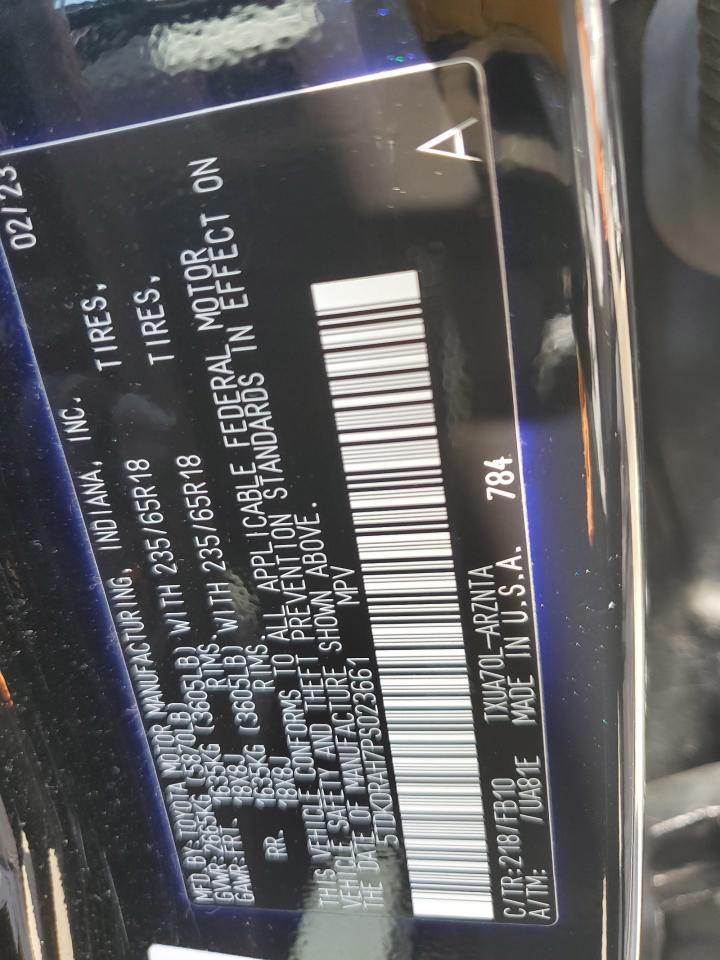 MFD.BY:TOYOTA MOTOR MANUFACTURING, INDIANA, INC. 02/23
GVWR:2665KG (5870LB)
GAWR:FRT. 1635KG (3605LB) WITH 235/65R18 TIRES,
18X8J RIMS
RR. 1635KG (3605LB) WITH 235/65R18 TIRES,
18X8J RIMS
THIS VEHICLE CONFORMS TO ALL APPLICABLE FEDERAL MOTOR
VEHICLE SAFETY AND THEFT PREVENTION STANDARDS IN EFFECT ON
THE DATE OF MANUFACTURE SHOWN ABOVE.
5TDKDRAH7PS023661 MPV
C/TR:218/FB10 TXUA70L-ARZNTA 784
A/TM: /UA81E MADE IN U.S.A.
A